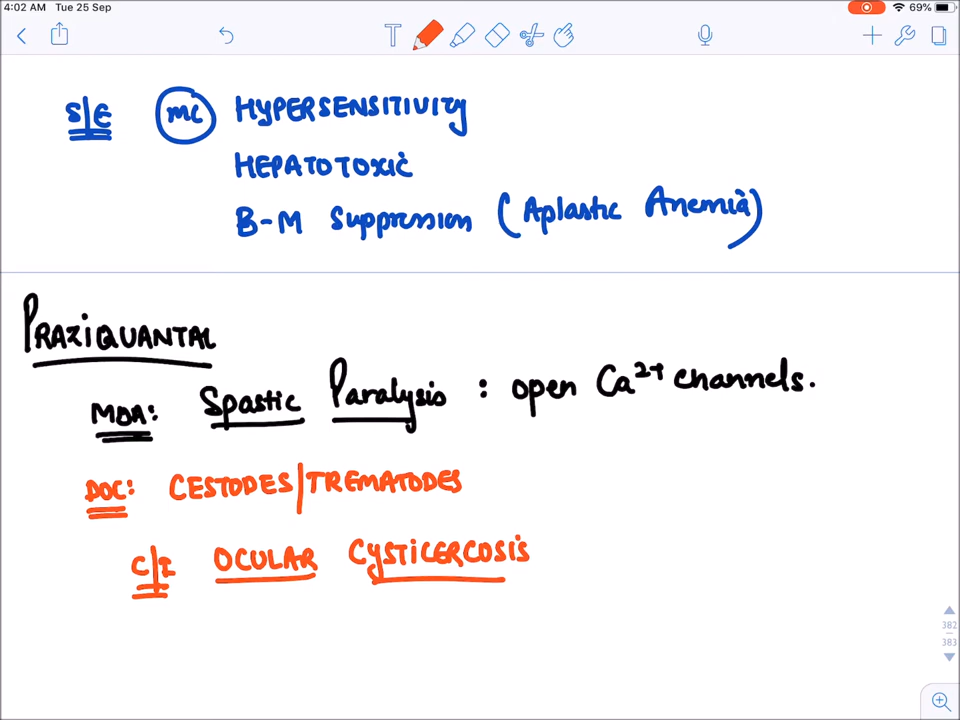 4:02 AM Tue 25 Sep 69%
T
S/E MC HYPERSENSITIVITY
HEPATOTOXIC
B-M Suppression (Aplastic Anemia)
PRAZIQUANTAL
MOA: Spastic Paralysis : open Ca2+ channels.
DOC: CESTODES/TREMATODES
C/I OCULAR CYSTICERCOSIS
382
383